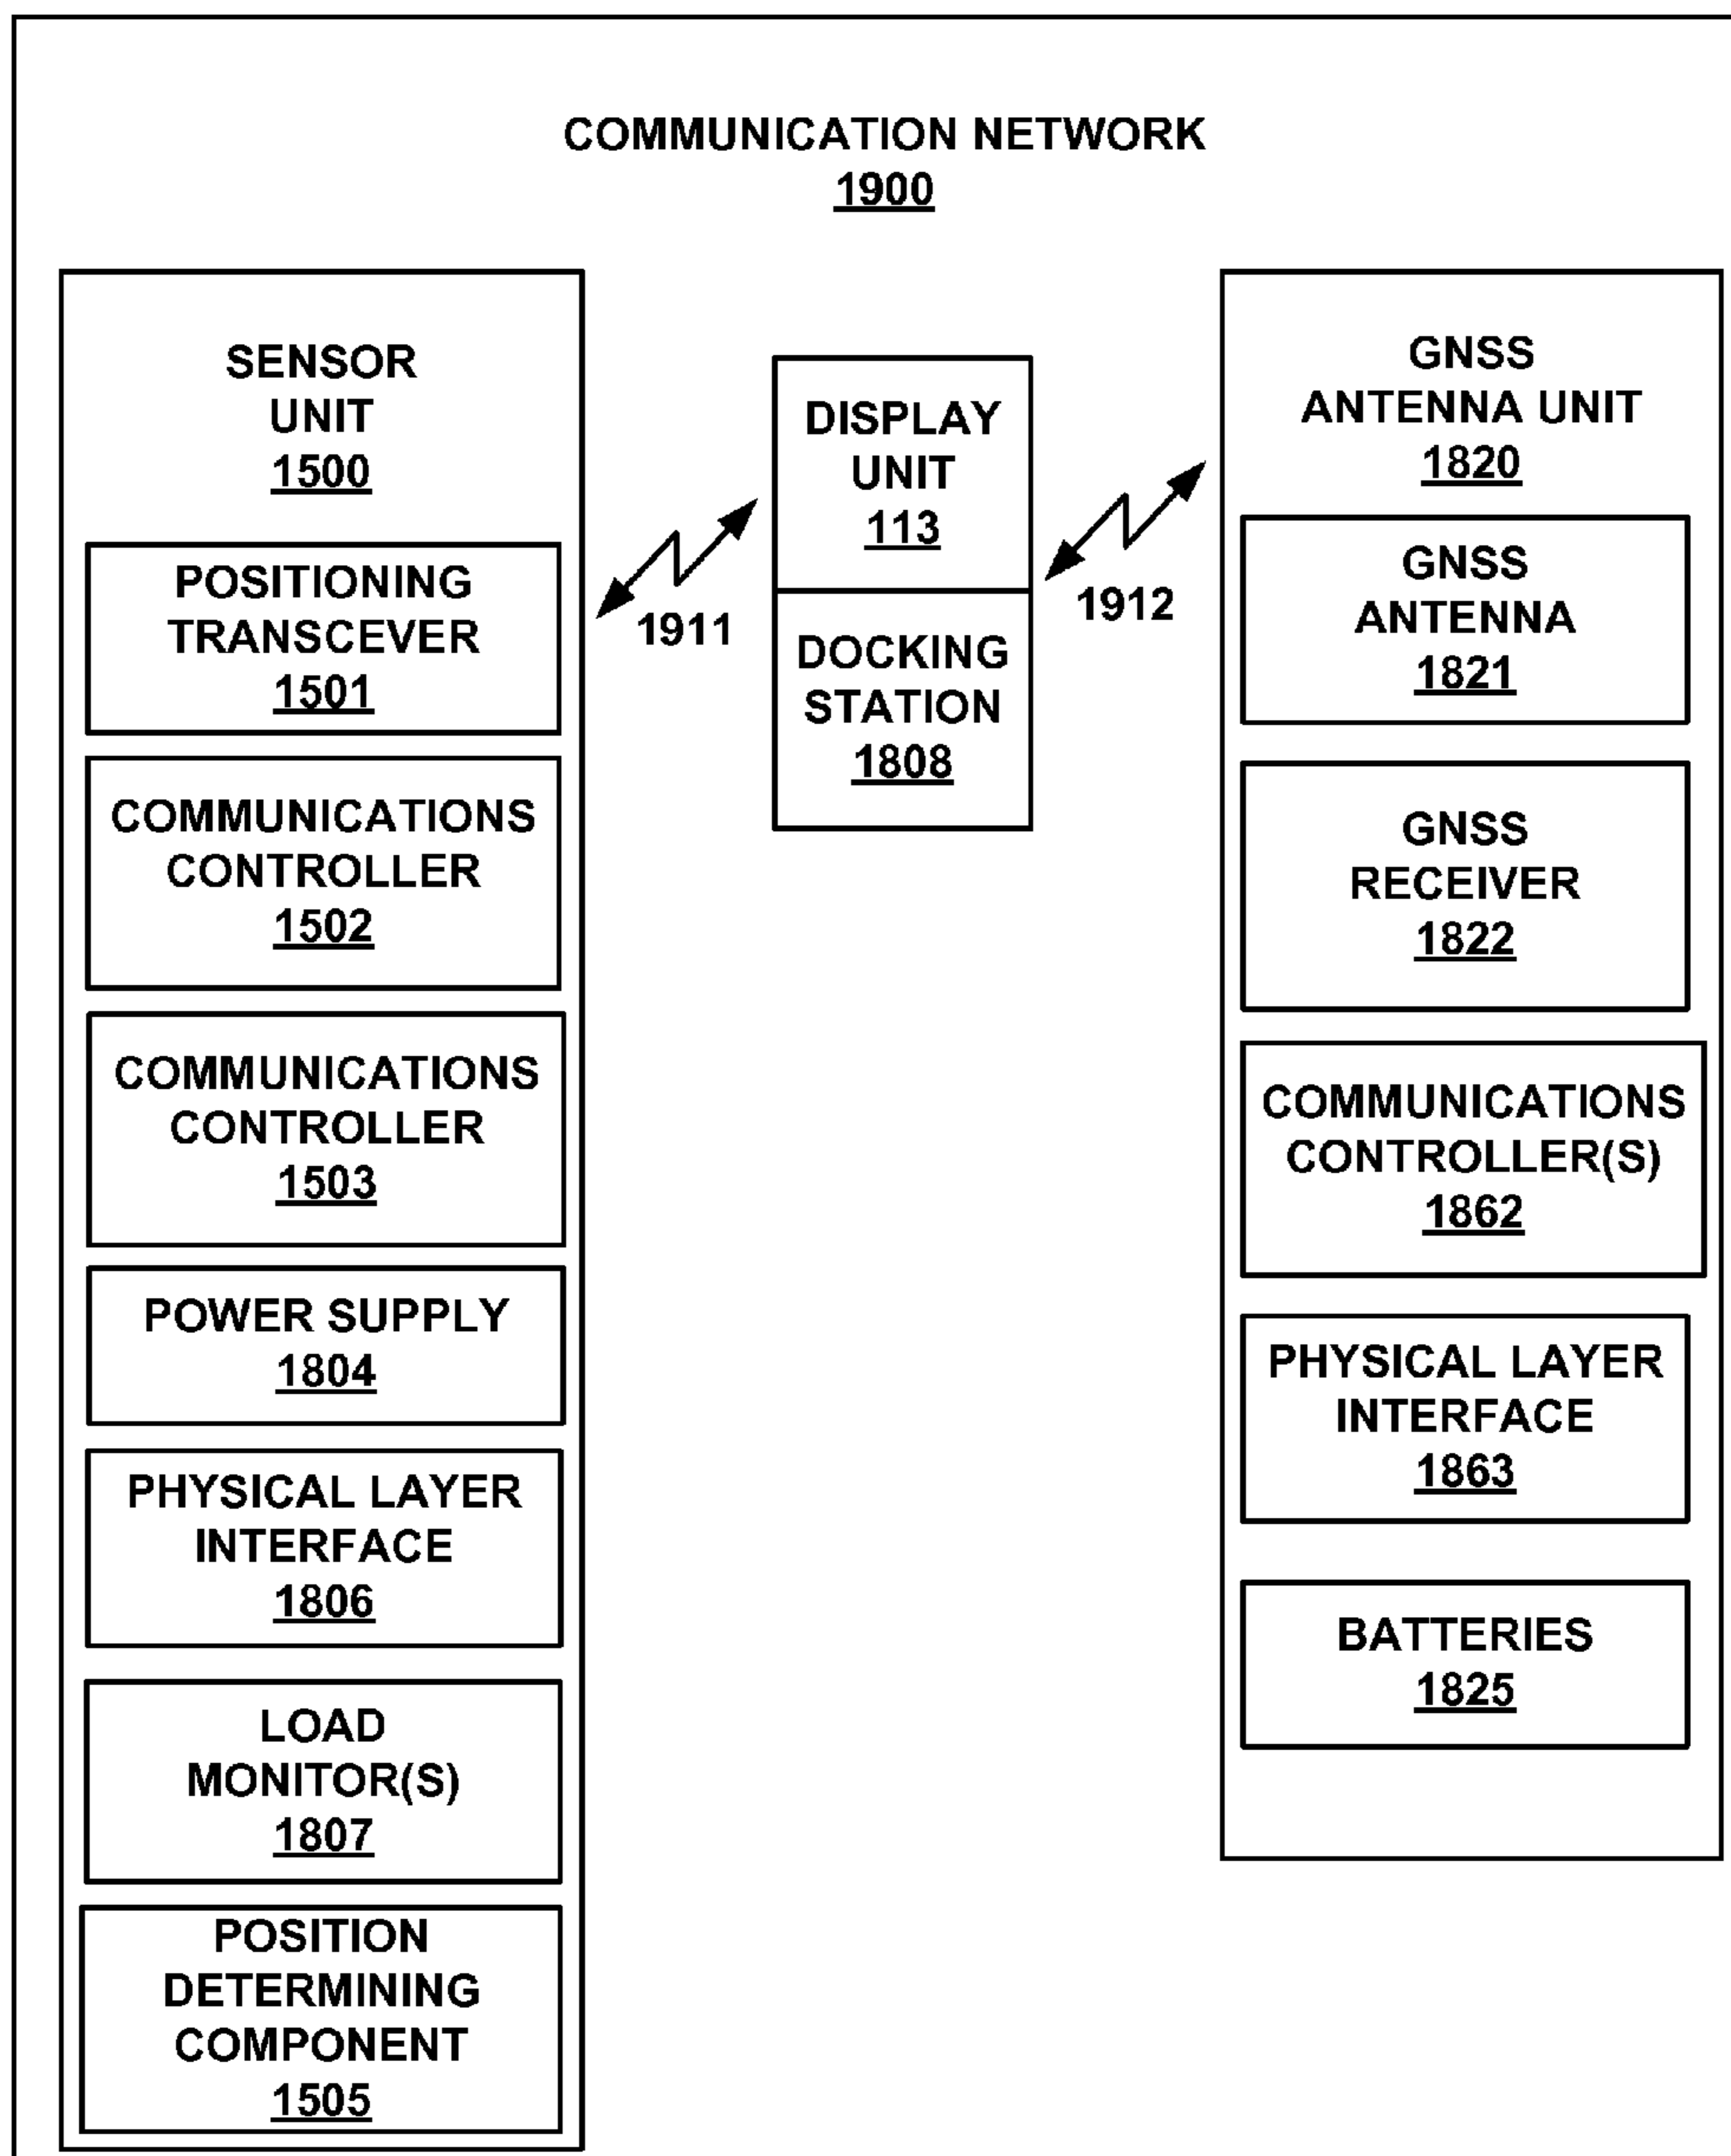 COMMUNICATION NETWORK
1900
SENSOR
UNIT
1500
POSITIONING
TRANSCEVER
1501
COMMUNICATIONS
CONTROLLER
1502
COMMUNICATIONS
CONTROLLER
1503
POWER SUPPLY
1804
PHYSICAL LAYER
INTERFACE
1806
LOAD
MONITOR(S)
1807
POSITION
DETERMINING
COMPONENT
1505
1911
DISPLAY
UNIT
113
DOCKING
STATION
1808
1912
GNSS
ANTENNA UNIT
1820
GNSS
ANTENNA
1821
GNSS
RECEIVER
1822
COMMUNICATIONS
CONTROLLER(S)
1862
PHYSICAL LAYER
INTERFACE
1863
BATTERIES
1825